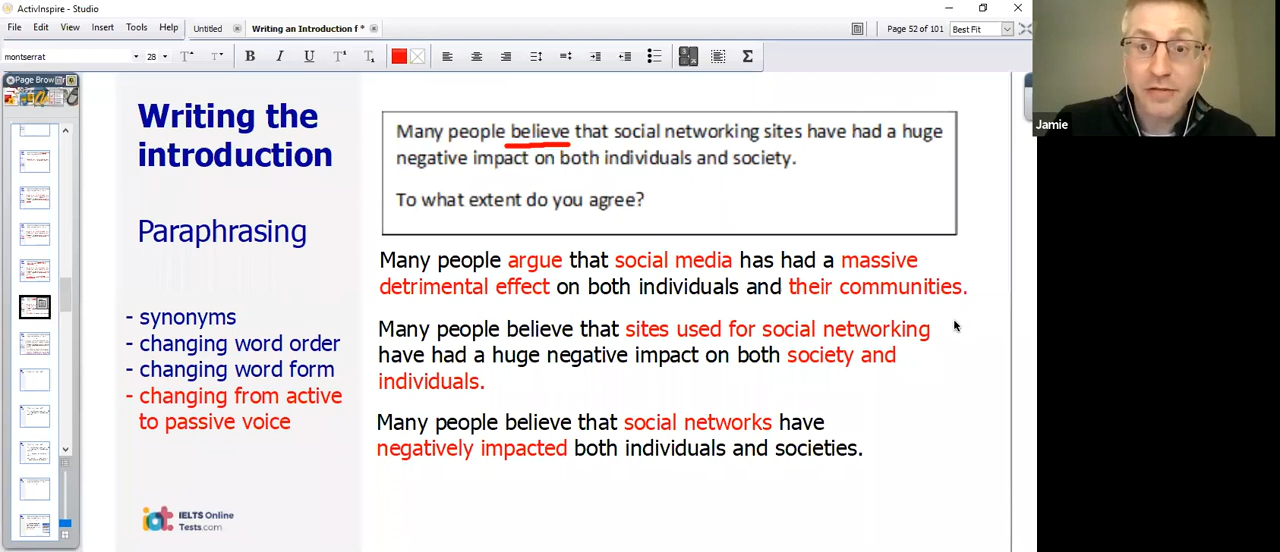 ActivInspire - Studio
File Edit View Insert Tools Help Untitled Writing an Introduction f * Page 52 of 101 Best Fit
montserrat 28 T T B I U T¹ T₁ Σ
Page Browser
Jamie
Writing the
introduction
Paraphrasing
- synonyms
- changing word order
- changing word form
- changing from active
to passive voice
iot IELTS Online
Tests.com
Many people believe that social networking sites have had a huge
negative impact on both individuals and society.
To what extent do you agree?
Many people argue that social media has had a massive
detrimental effect on both individuals and their communities.
Many people believe that sites used for social networking
have had a huge negative impact on both society and
individuals.
Many people believe that social networks have
negatively impacted both individuals and societies.